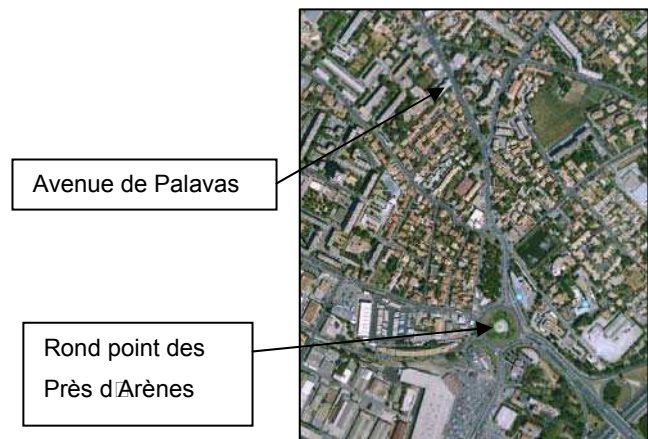 Avenue de Palavas
Rond point des
Près d Arènes